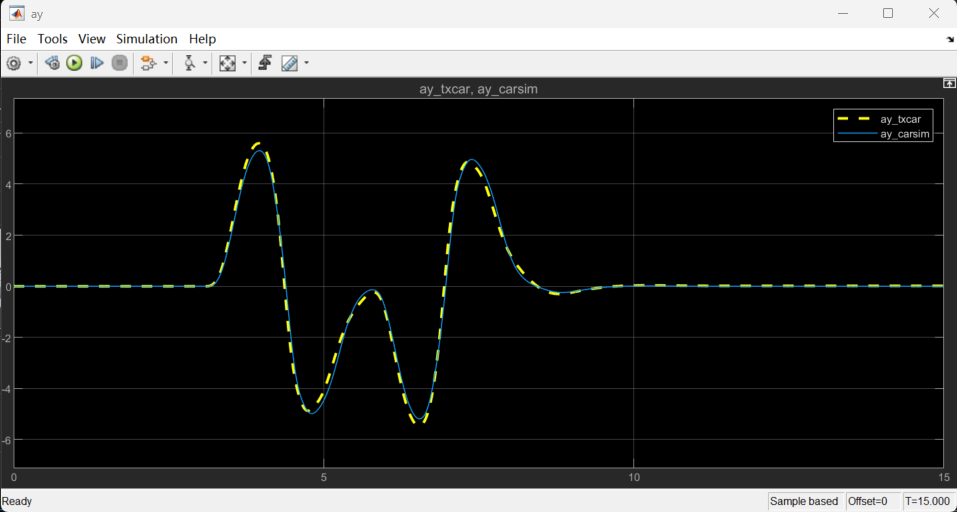 ay
File Tools View Simulation Help
ay_txcar, ay_carsim
ay_txcar
ay_carsim
6
4
2
0
-2
-4
-6
0 5 10 15
Ready Sample based Offset=0 T=15.000